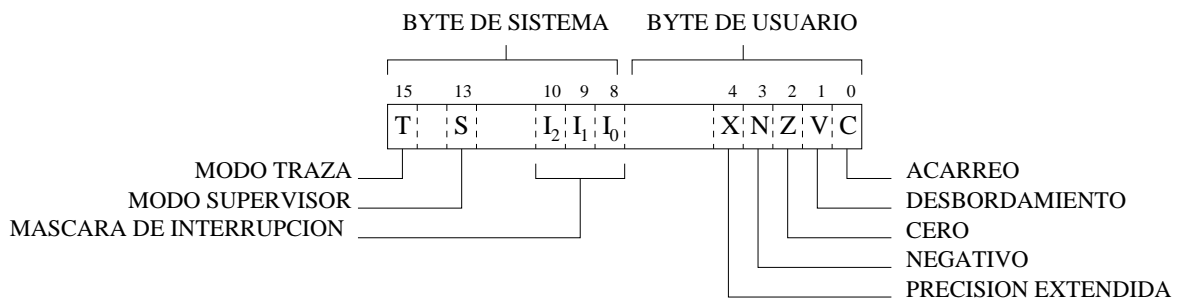 BYTE DE SISTEMA BYTE DE USUARIO
15 13 10 9 8 4 3 2 1 0
T S I2 I1 I0 X N Z V C
MODO TRAZA ACARREO
MODO SUPERVISOR DESBORDAMIENTO
MASCARA DE INTERRUPCION CERO
NEGATIVO
PRECISION EXTENDIDA